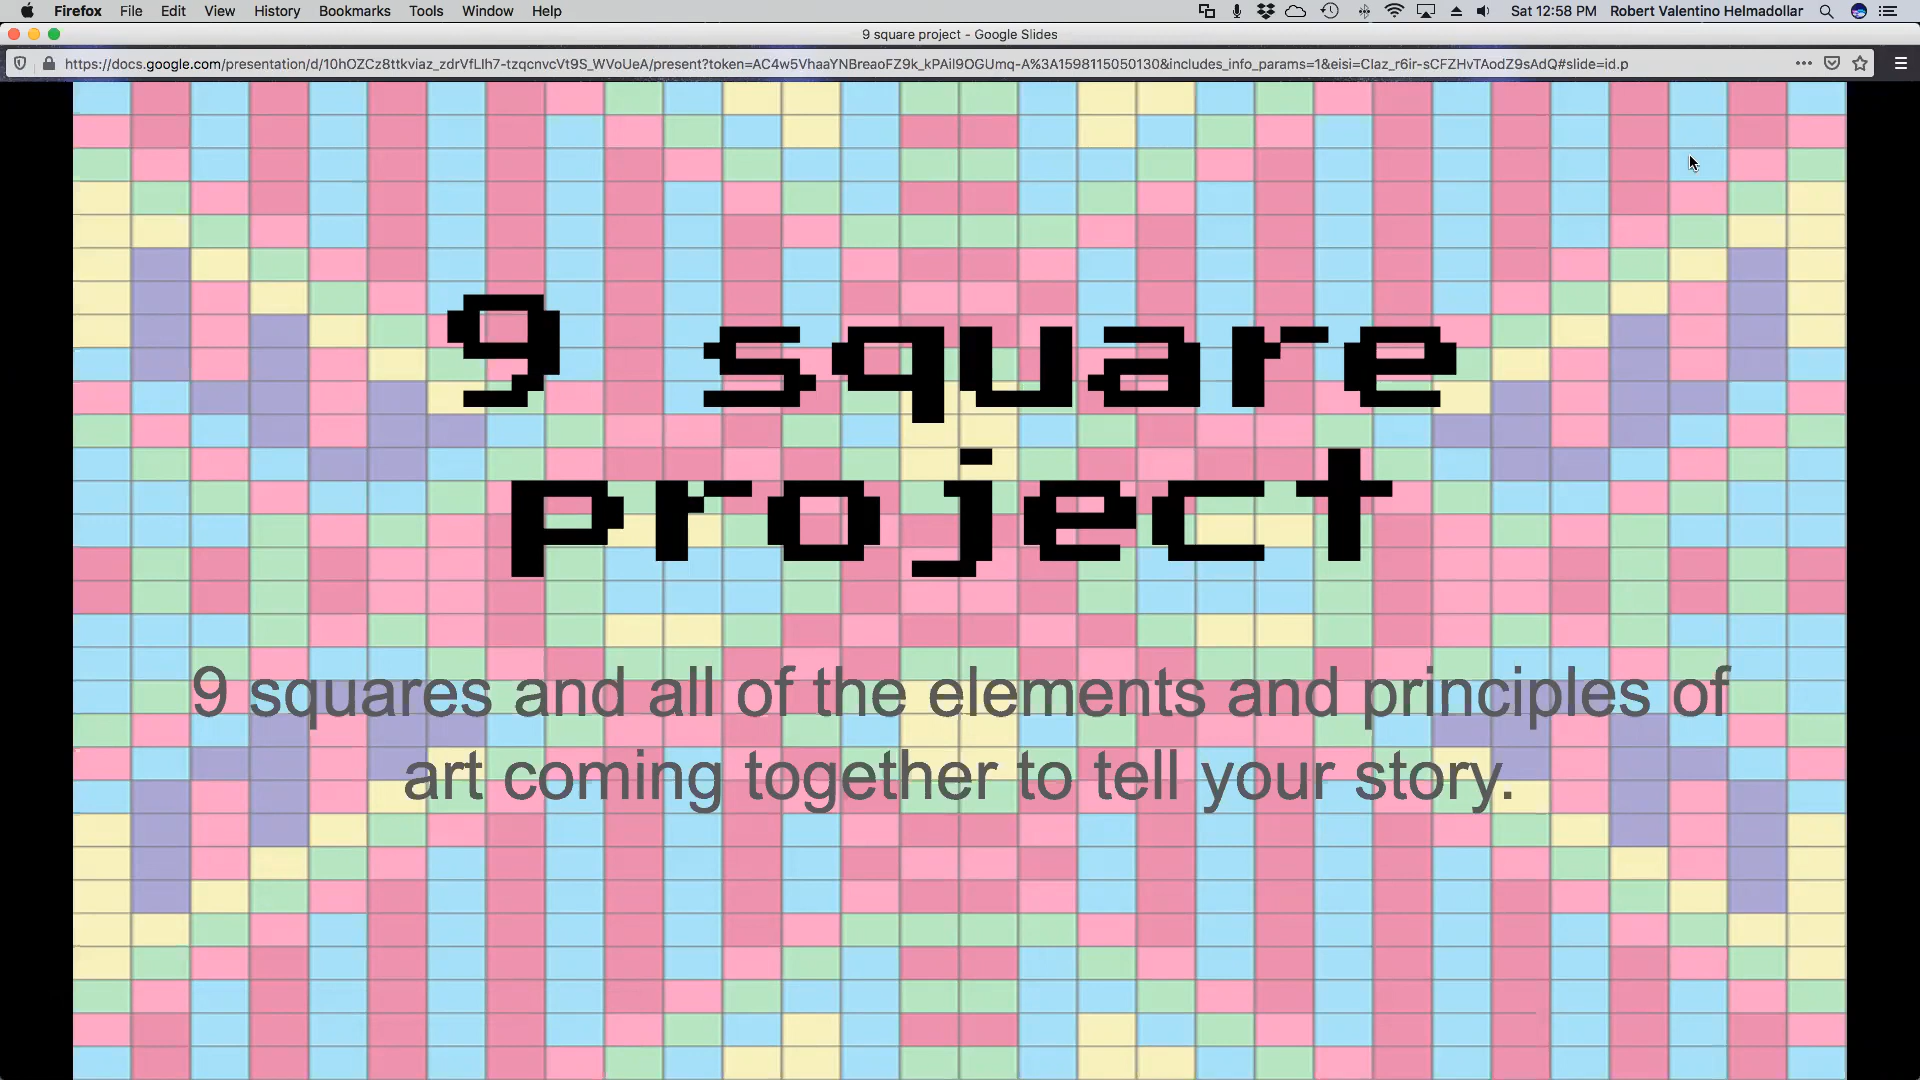 Firefox File Edit View History Bookmarks Tools Window Help Sat 12:58 PM Robert Valentino Helmadollar
9 square project - Google Slides
https://docs.google.com/presentation/d/10hOZCz8ttkviaz_zdrVfLlh7-tzqcnvcVt9S_WVoUeA/present?token=AC4w5VhaaYNBreaoFZ9k_kPAil9OGUmq-A%3A1598115050130&includes_info_params=1&eisi=Claz_r6ir-sCFZHvTAodZ9sAdQ#slide=id.p
9 square
project
9 squares and all of the elements and principles of
art coming together to tell your story.